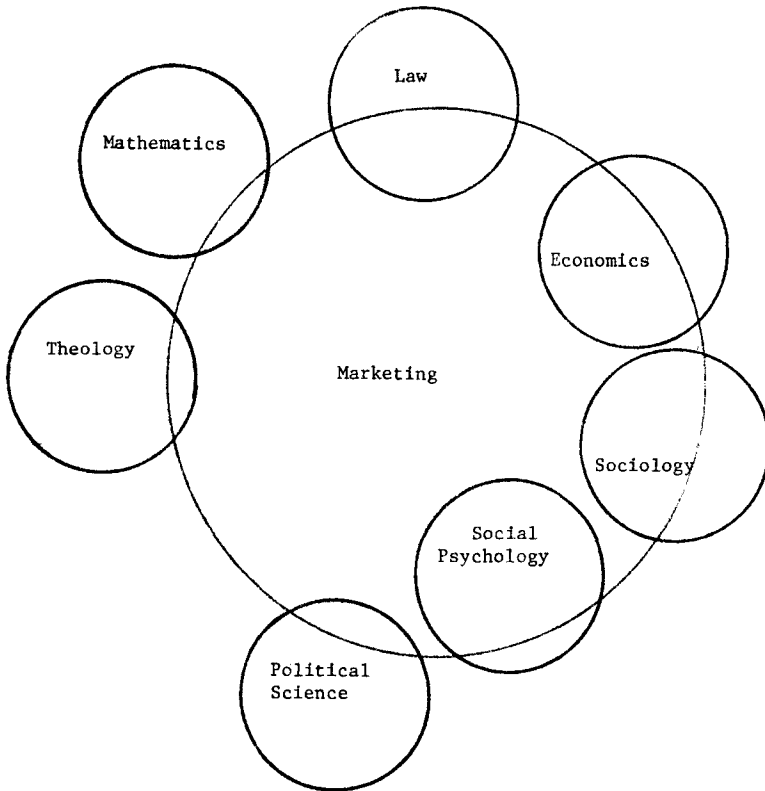 Law
Mathematics
Economics
Theology
Marketing
Sociology
Social
Psychology
Political
Science